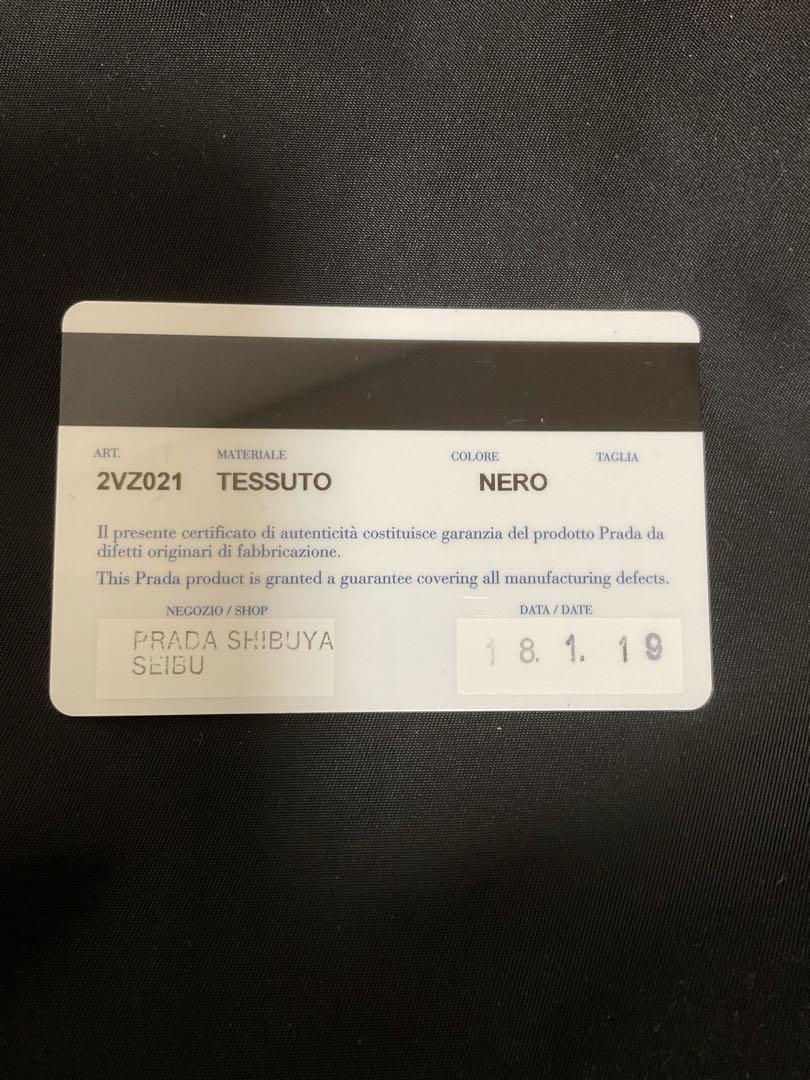 ART. MATERIALE COLORE TAGLIA
2VZ021 TESSUTO NERO
Il presente certificato di autenticità costituisce garanzia del prodotto Prada da
difetti originari di fabbricazione.
This Prada product is granted a guarantee covering all manufacturing defects.
NEGOZIO / SHOP DATA / DATE
PRADA SHIBUYA
SEIBU
18. 1. 19